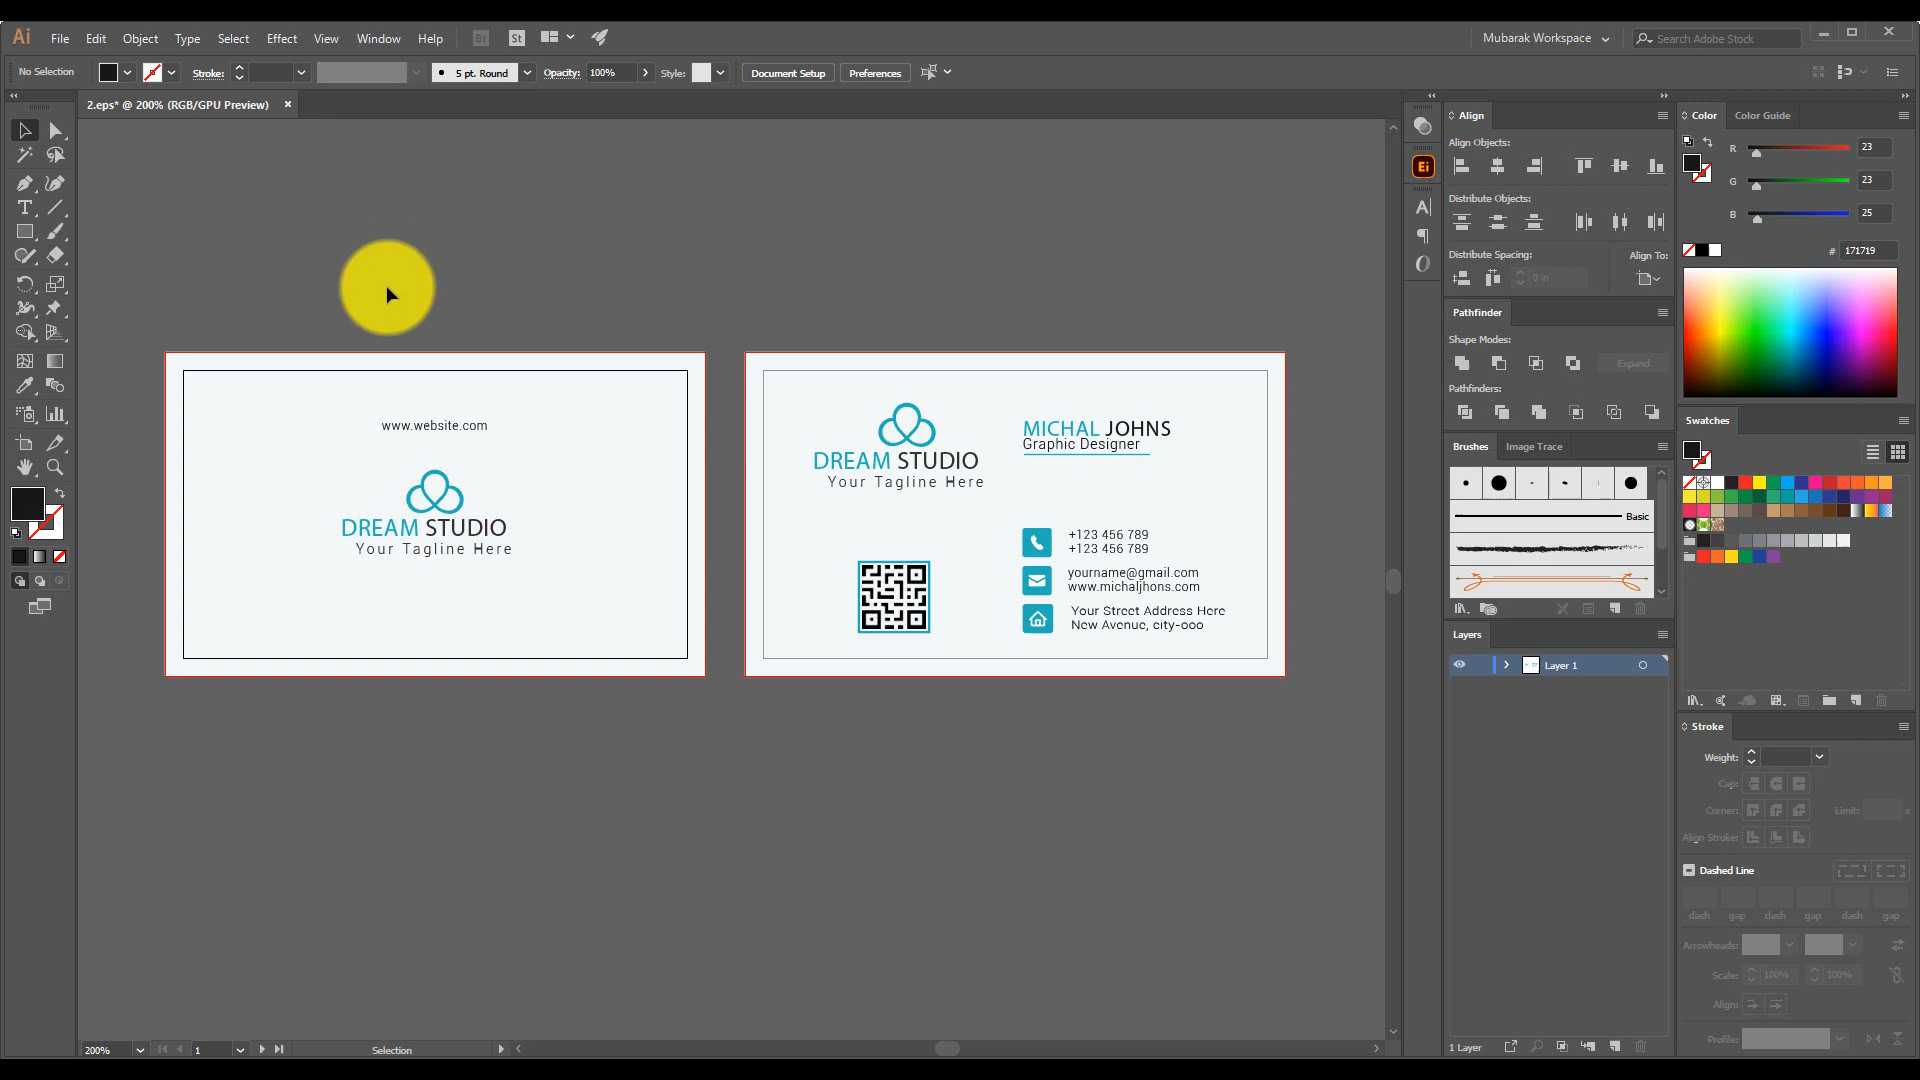 Ai File Edit Object Type Select Effect View Window Help Br St Mubarak Workspace Search Adobe Stock
No Selection Stroke: 5 pt. Round Opacity: 100% Style: Document Setup Preferences
2.eps* @ 200% (RGB/GPU Preview)
www.website.com
DREAM STUDIO
Your Tagline Here
DREAM STUDIO
Your Tagline Here
MICHAL JOHNS
Graphic Designer
+123 456 789
+123 456 789
yourname@gmail.com
www.michaljhons.com
Your Street Address Here
New Avenue, city-ooo
Ei
Align
Align Objects:
Distribute Objects:
Distribute Spacing:
Align To:
0 in
Pathfinder
Shape Modes:
Expand
Pathfinders:
Brushes Image Trace
Basic
Layers
Layer 1
1 Layer
Color Color Guide
R 23
G 23
B 25
# 171719
Swatches
Stroke
Weight:
Cap:
Corner: Limit: x
Align Stroke:
Dashed Line
dash gap dash gap dash gap
Arrowheads:
Scale: 100% 100%
Align:
Profile:
200% 1 Selection